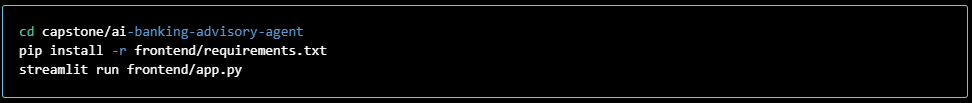 cd capstone/ai-banking-advisory-agent
pip install -r frontend/requirements.txt
streamlit run frontend/app.py